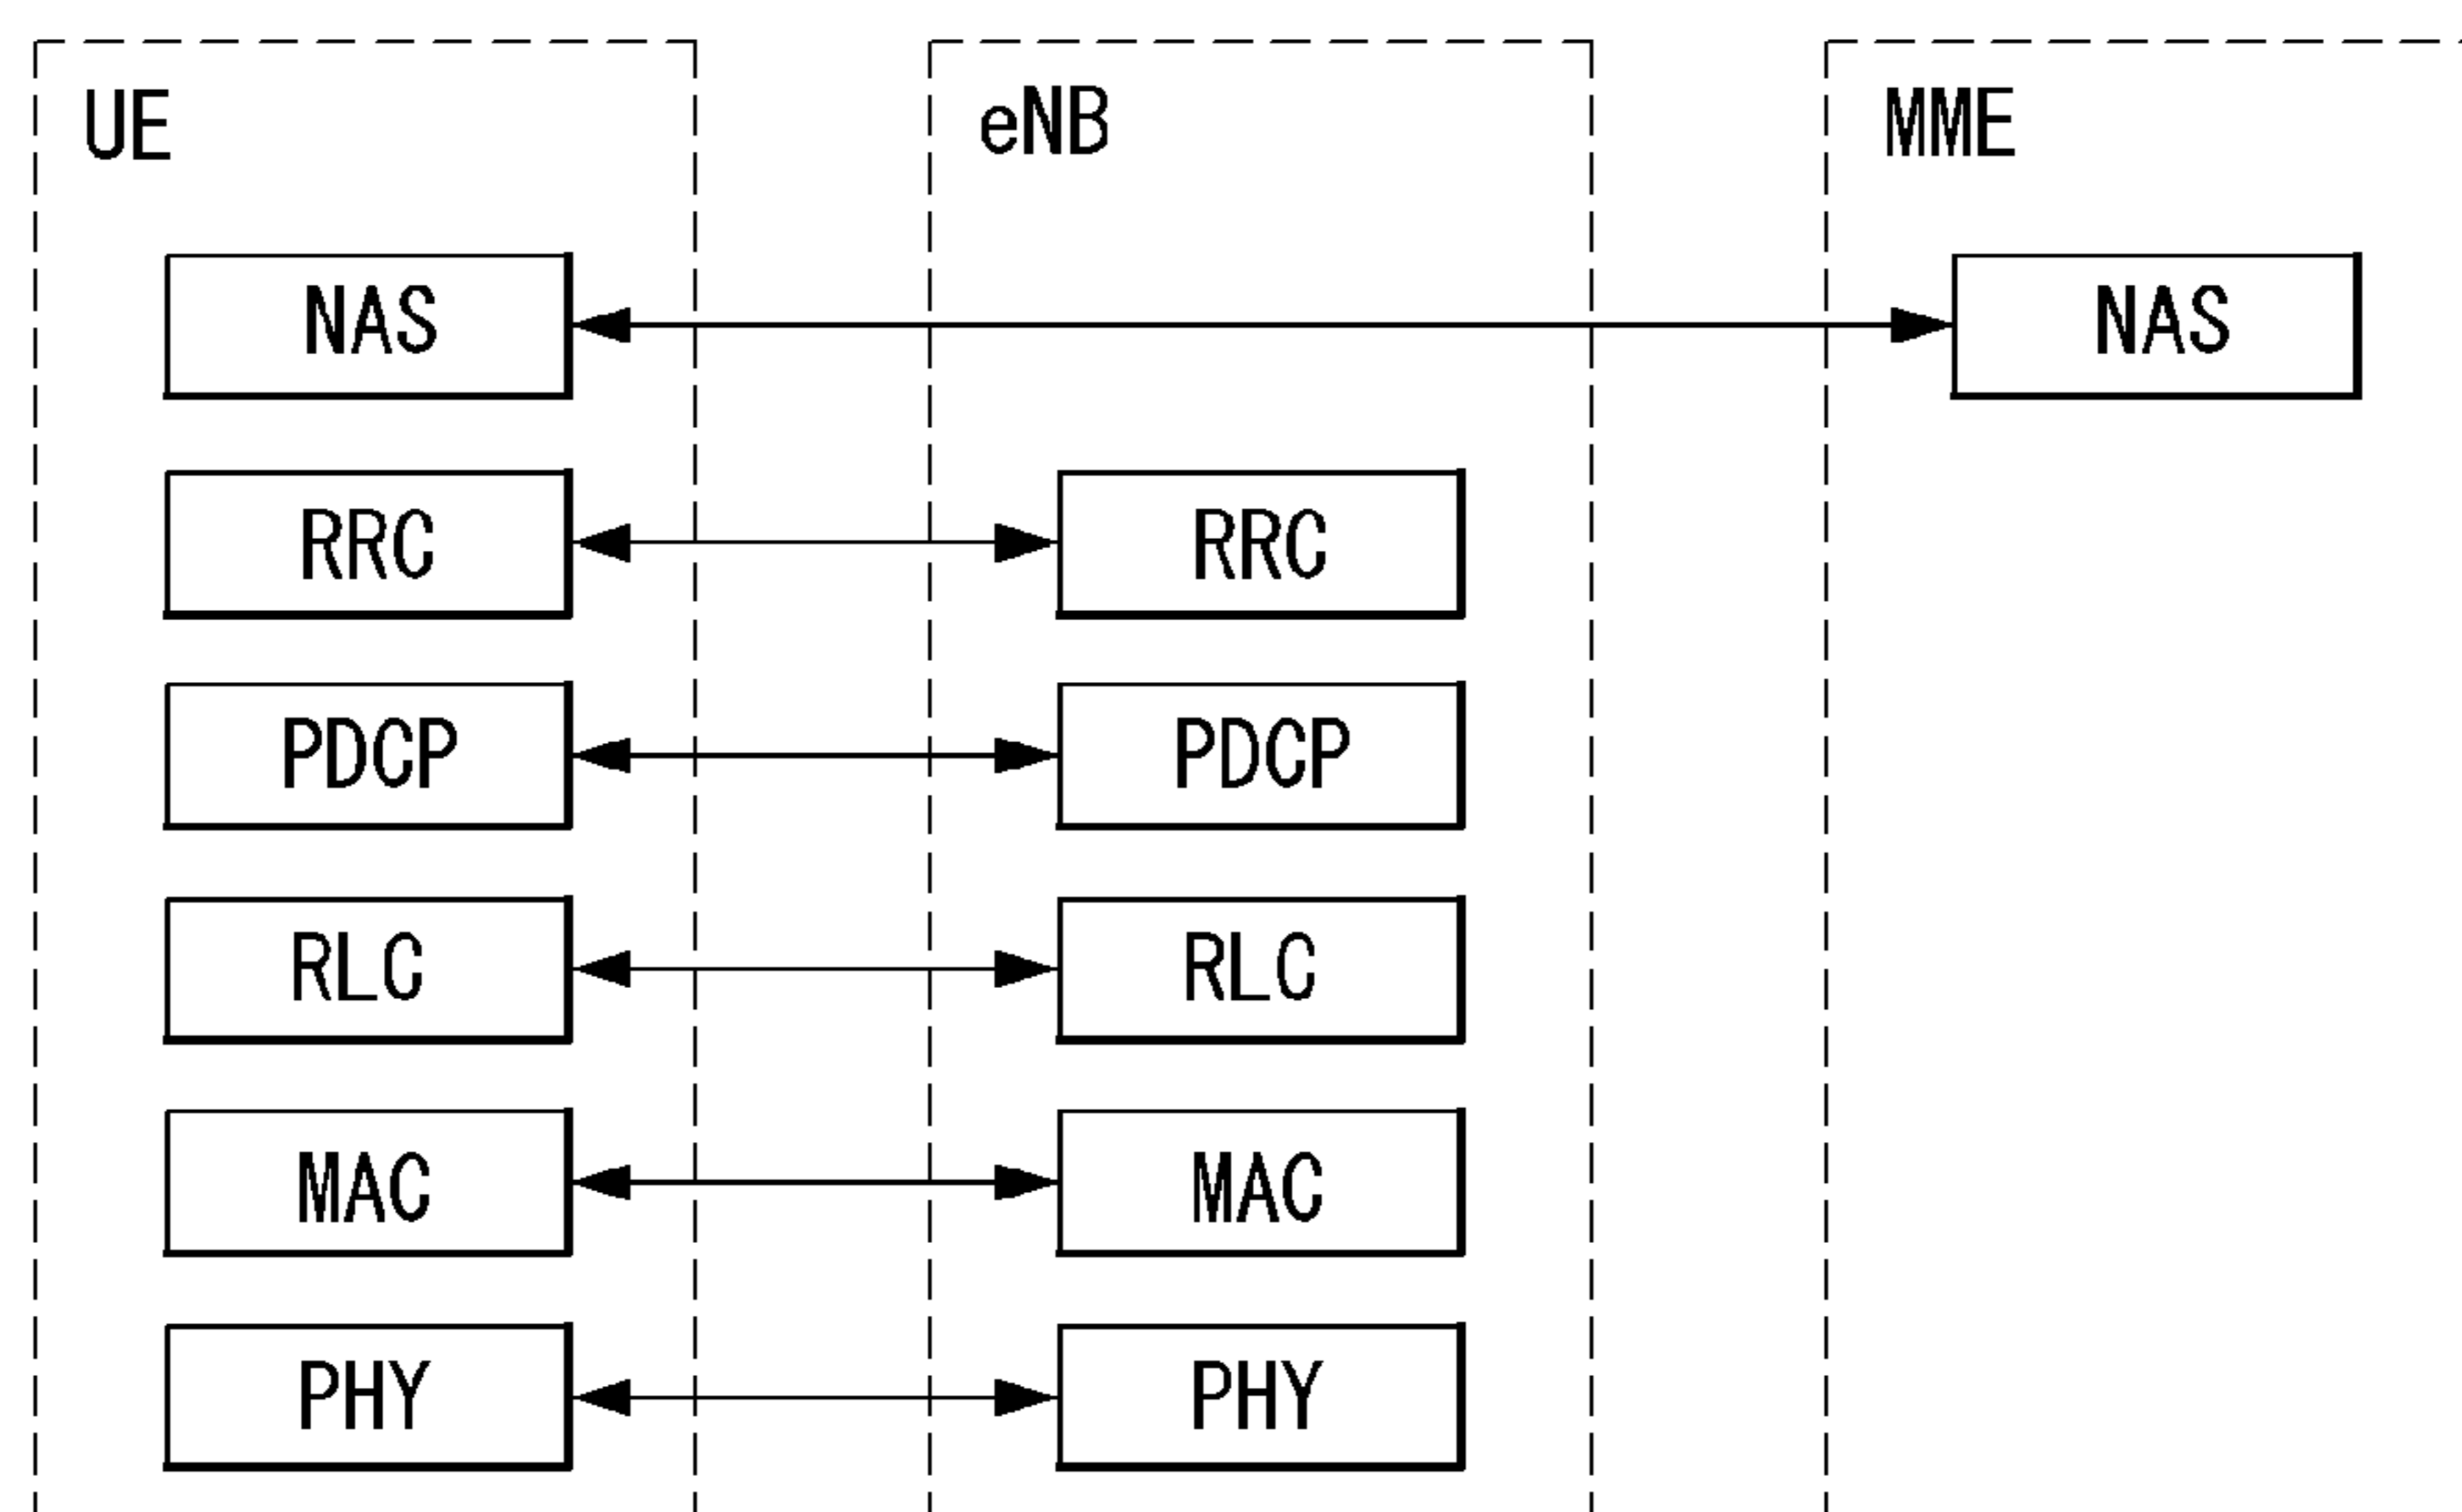 UE eNB MME
NAS NAS
RRC RRC
PDCP PDCP
RLC RLC
MAC MAC
PHY PHY